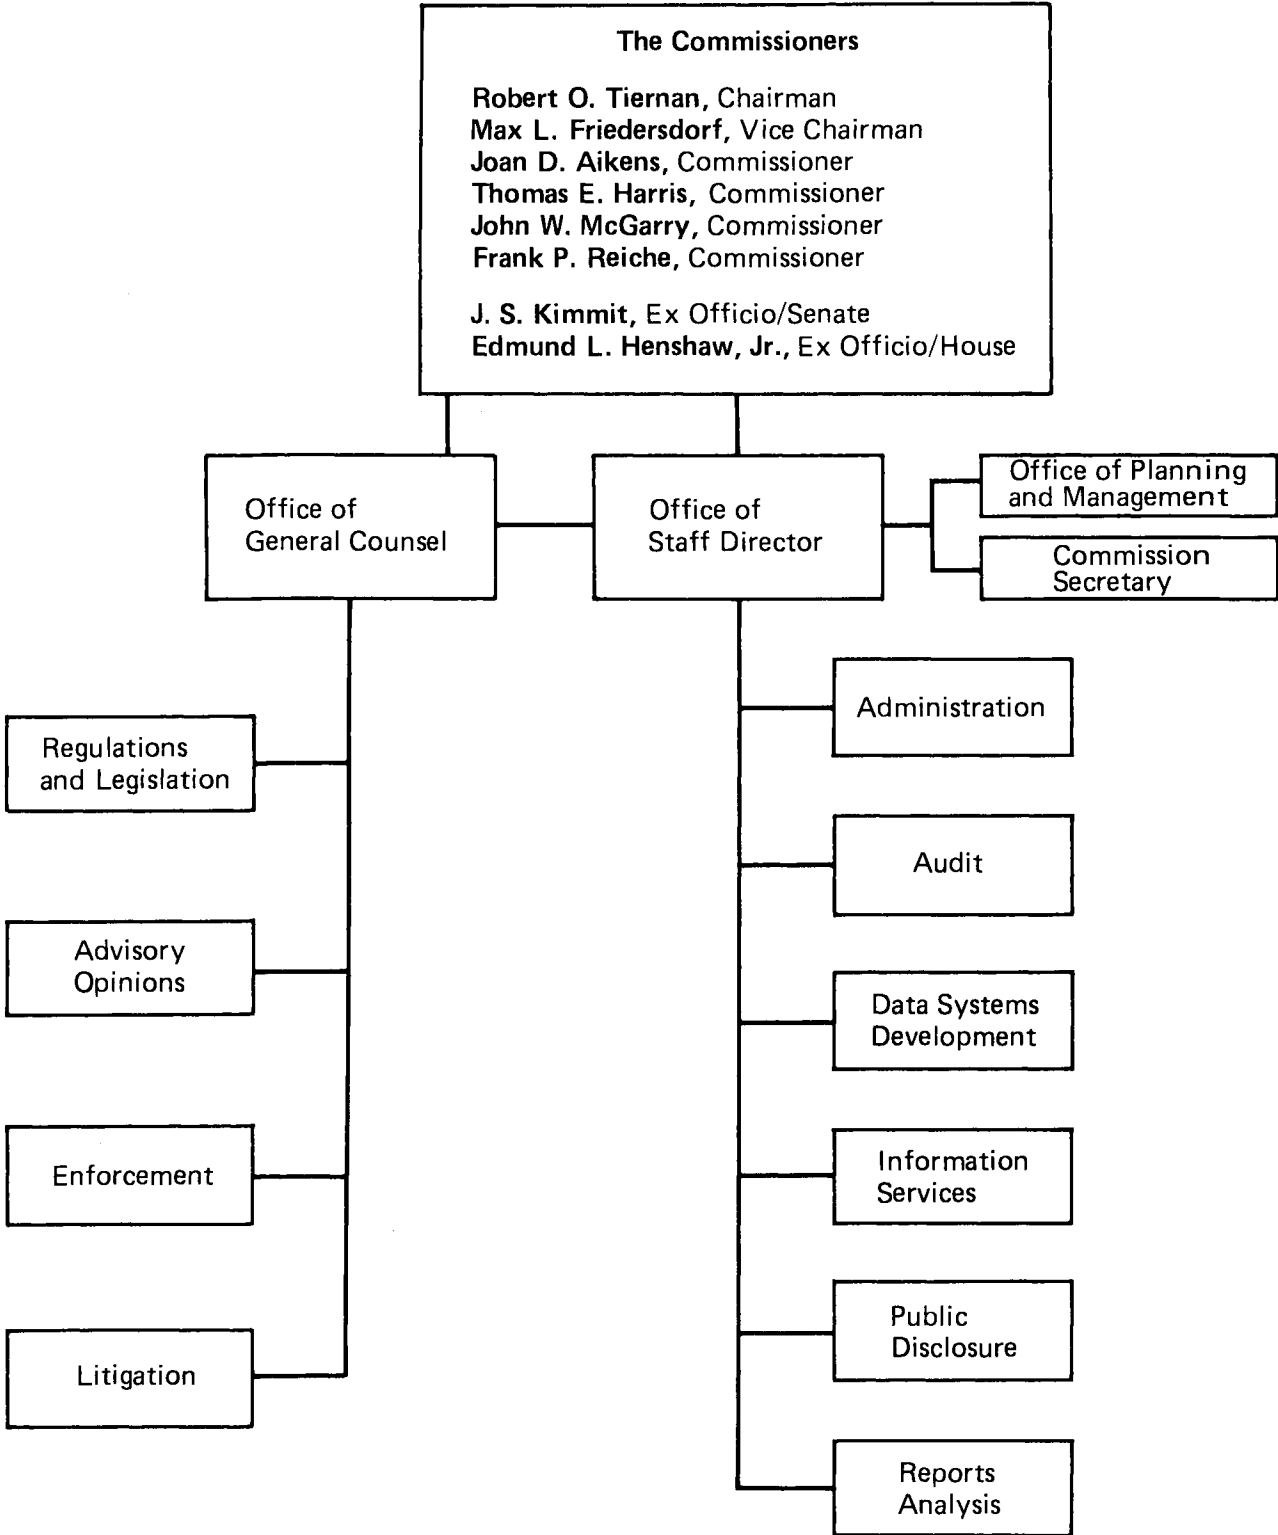 The Commissioners
Robert O. Tiernan, Chairman
Max L. Friedersdorf, Vice Chairman
Joan D. Aikens, Commissioner
Thomas E. Harris, Commissioner
John W. McGarry, Commissioner
Frank P. Reiche, Commissioner
J. S. Kimmit, Ex Officio/Senate
Edmund L. Henshaw, Jr., Ex Officio/House
Office of
General Counsel
Office of
Staff Director
Office of Planning
and Management
Commission
Secretary
Regulations
and Legislation
Advisory
Opinions
Enforcement
Litigation
Administration
Audit
Data Systems
Development
Information
Services
Public
Disclosure
Reports
Analysis